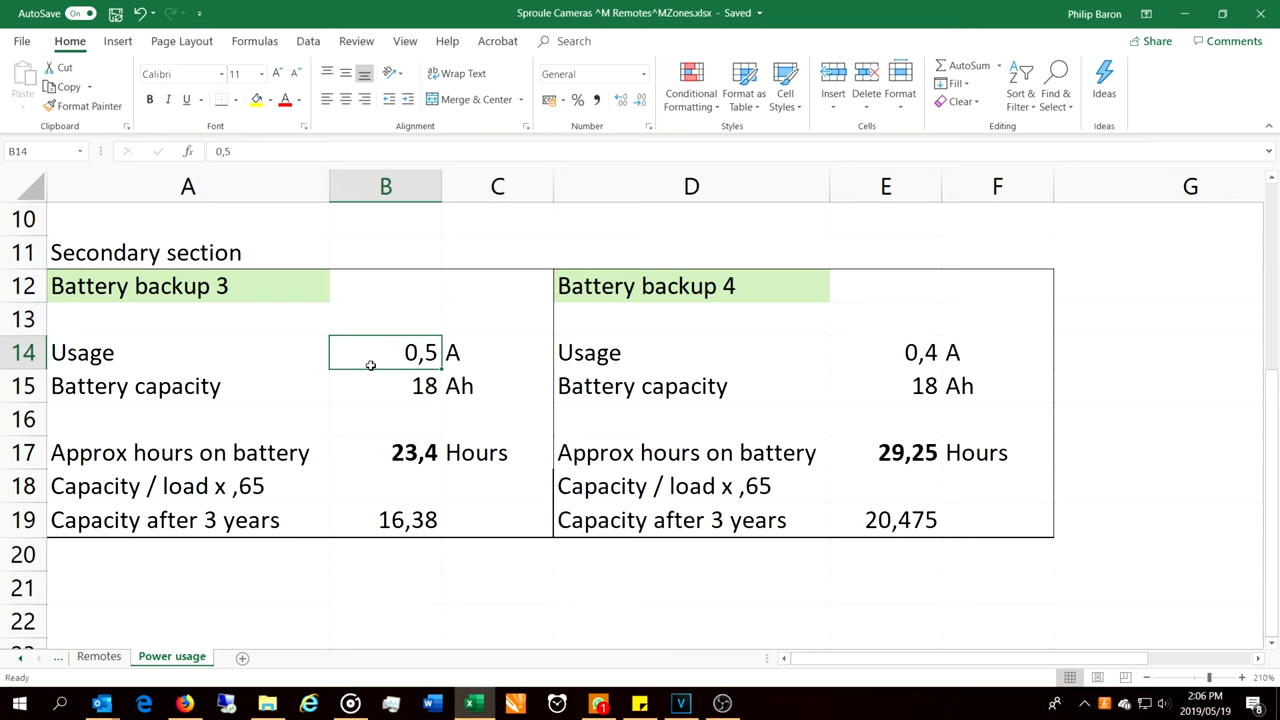 AutoSave On Sproule Cameras ^M Remotes^MZones.xlsx - Saved Philip Baron
File Home Insert Page Layout Formulas Data Review View Help Acrobat Search Share Comments
Paste Cut Copy Format Painter
Calibri 11 B I U A A A
Wrap Text Merge & Center
General % ,
Conditional Formatting Format as Table Cell Styles
Insert Delete Format
AutoSum Fill Clear Sort & Filter Find & Select
Ideas
Clipboard Font Alignment Number Styles Cells Editing Ideas
B14 fx 0,5
A B C D E F G
10
11 Secondary section
12 Battery backup 3 Battery backup 4
13
14 Usage 0,5 A Usage 0,4 A
15 Battery capacity 18 Ah Battery capacity 18 Ah
16
17 Approx hours on battery 23,4 Hours Approx hours on battery 29,25 Hours
18 Capacity / load x ,65 Capacity / load x ,65
19 Capacity after 3 years 16,38 Capacity after 3 years 20,475
20
21
22
... Remotes Power usage
Ready 210%
2:06 PM
2019/05/19